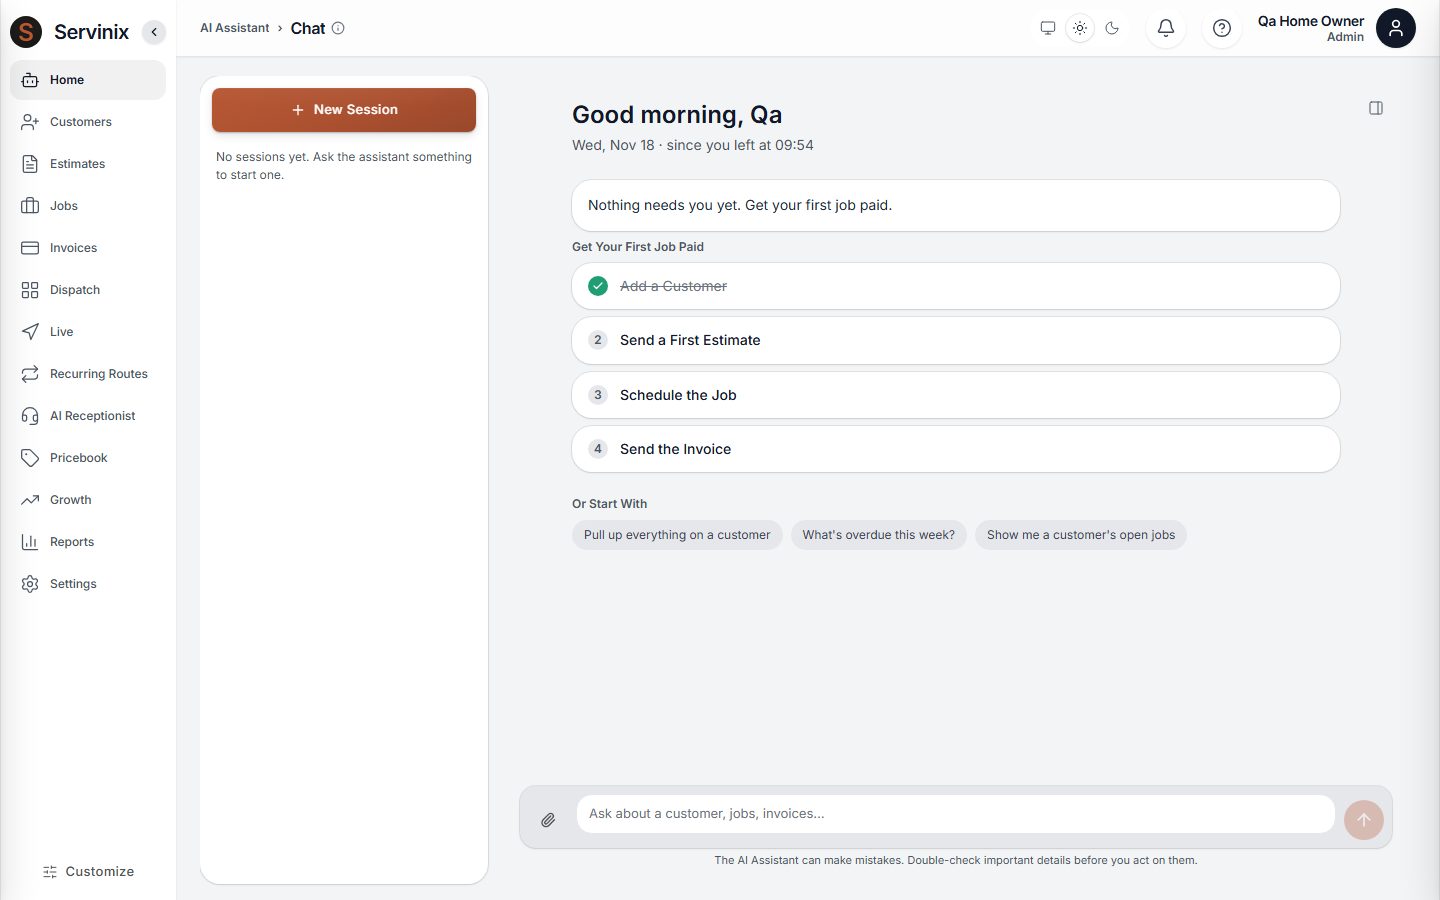 S Servinix
Home
Customers
Estimates
Jobs
Invoices
Dispatch
Live
Recurring Routes
AI Receptionist
Pricebook
Growth
Reports
Settings
Customize
AI Assistant › Chat
Qa Home Owner
Admin
+ New Session
No sessions yet. Ask the assistant something
to start one.
Good morning, Qa
Wed, Nov 18 · since you left at 09:54
Nothing needs you yet. Get your first job paid.
Get Your First Job Paid
Add a Customer
2 Send a First Estimate
3 Schedule the Job
4 Send the Invoice
Or Start With
Pull up everything on a customer What's overdue this week? Show me a customer's open jobs
Ask about a customer, jobs, invoices...
The AI Assistant can make mistakes. Double-check important details before you act on them.